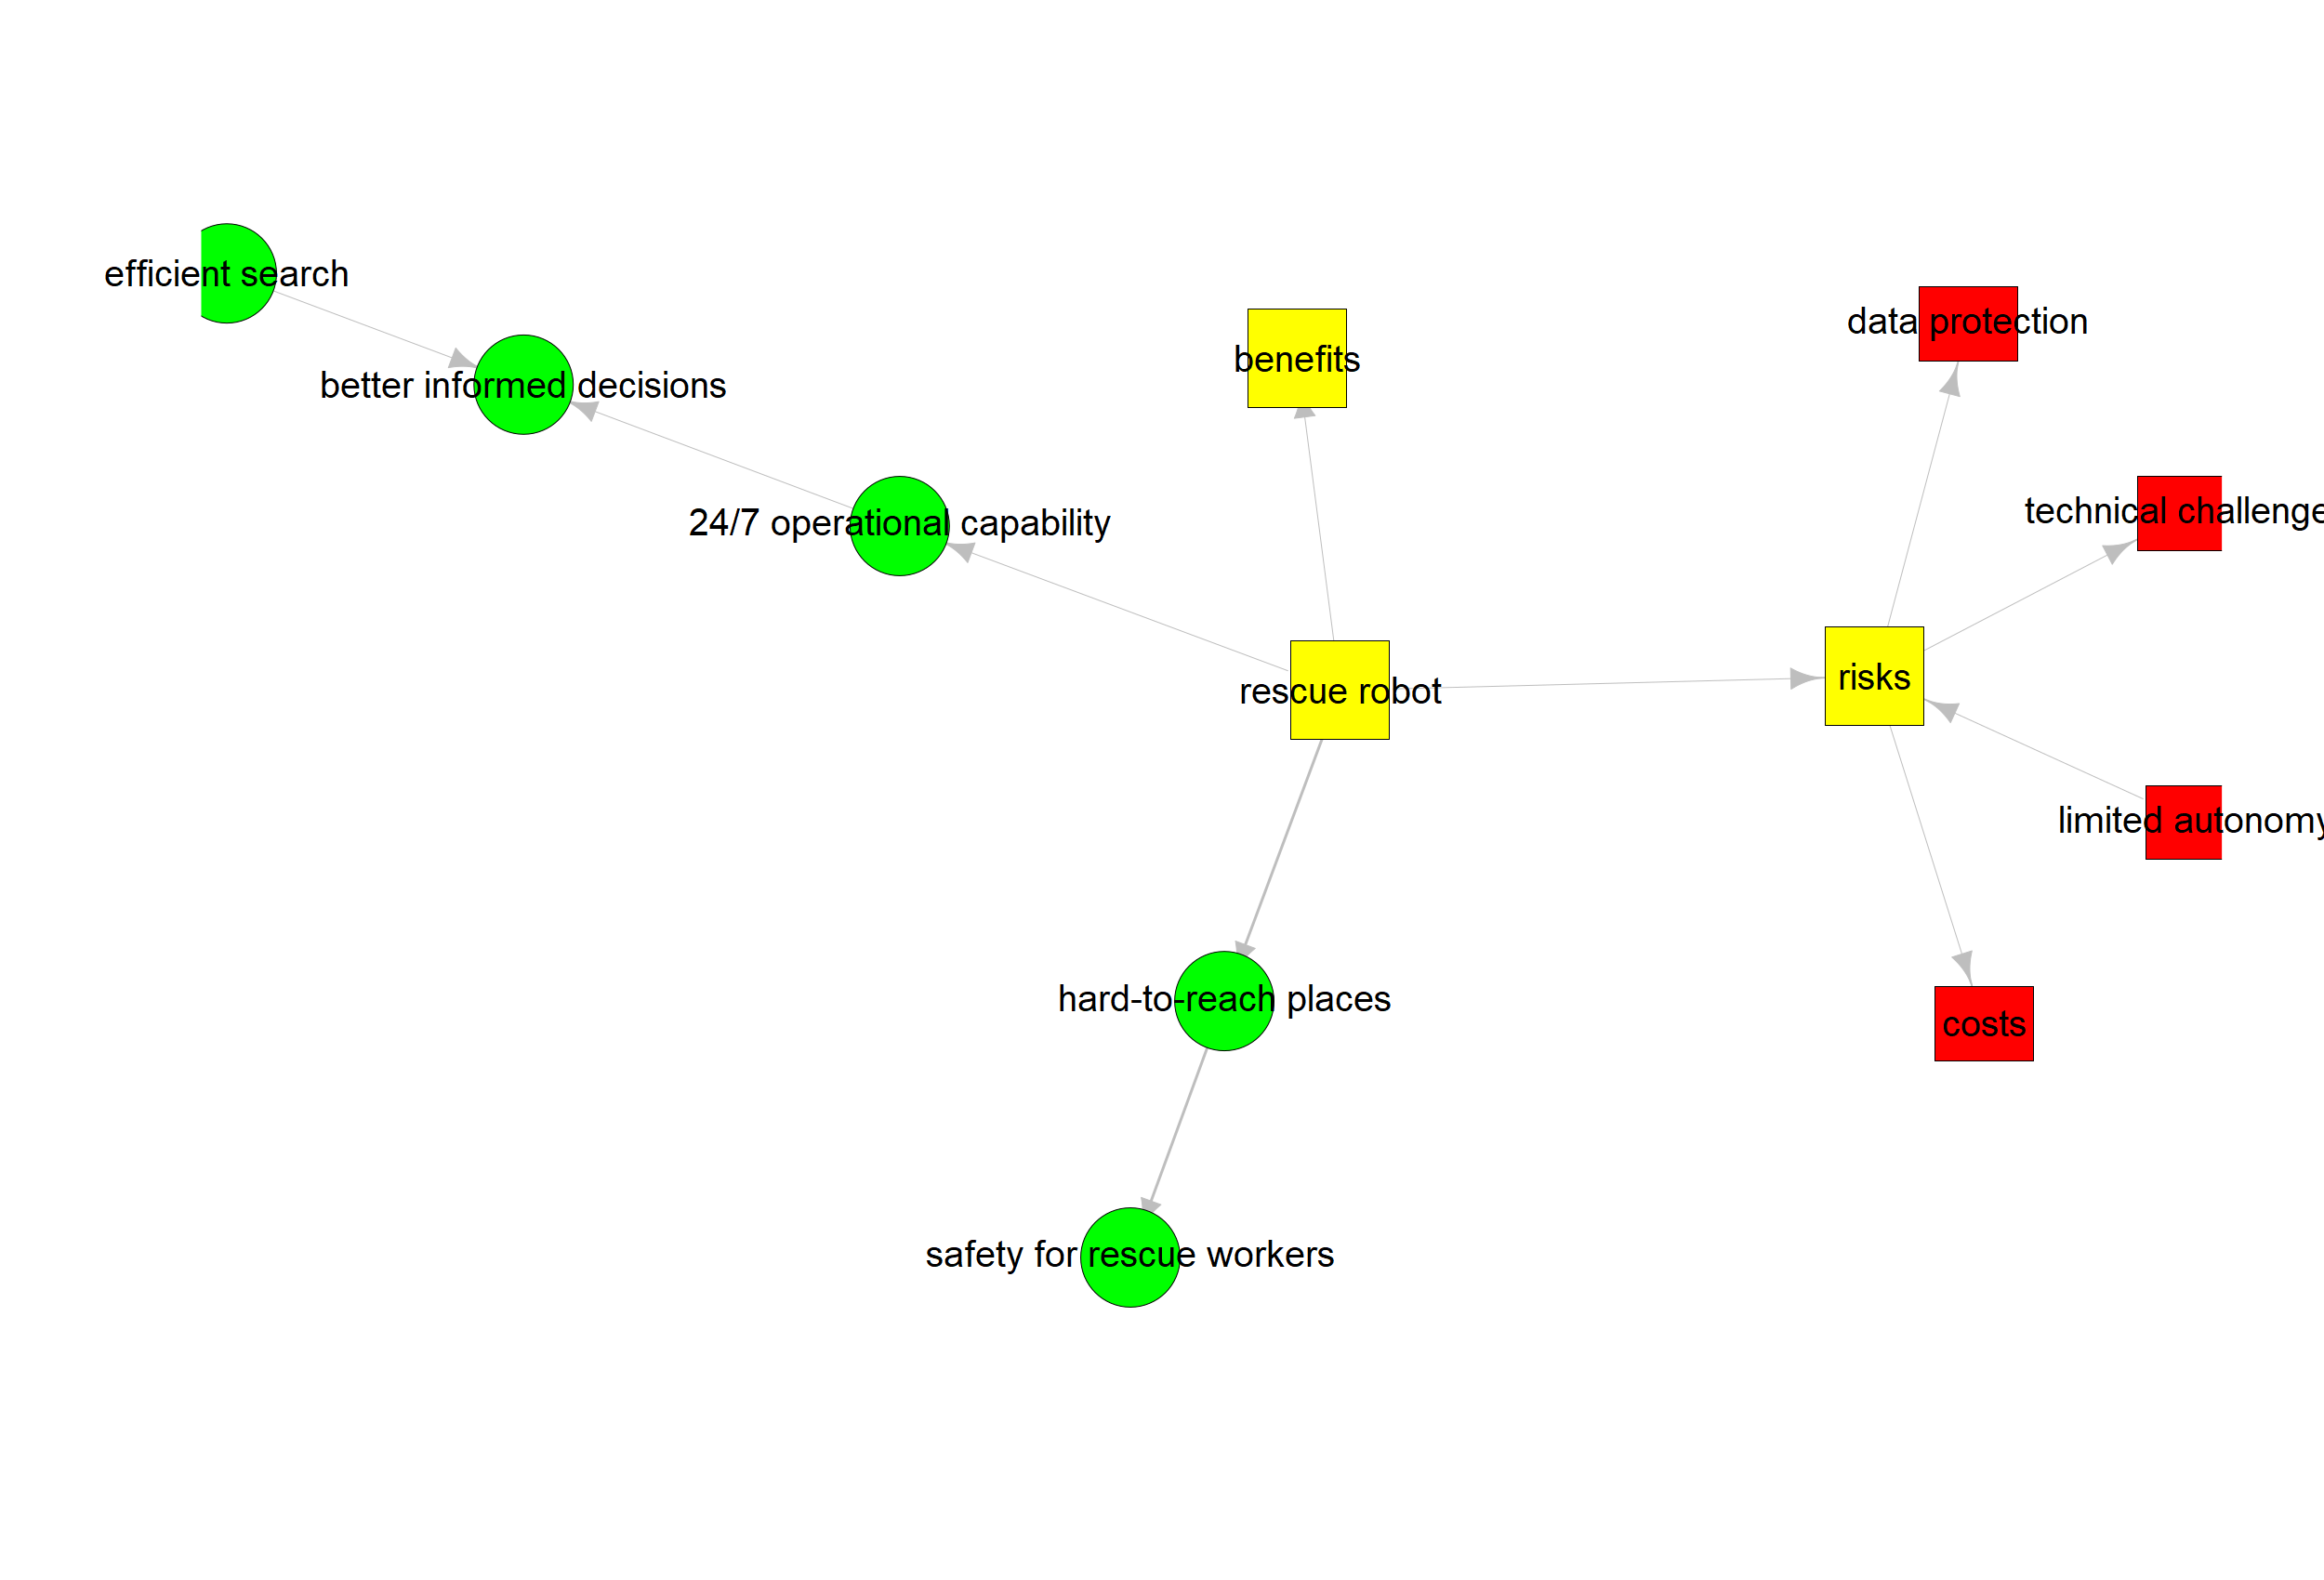 efficient search
data protection
benefits
better informed decisions
technical challenge
24/7 operational capability
risks
rescue robot
limited autonomy
hard-to-reach places
costs
safety for rescue workers